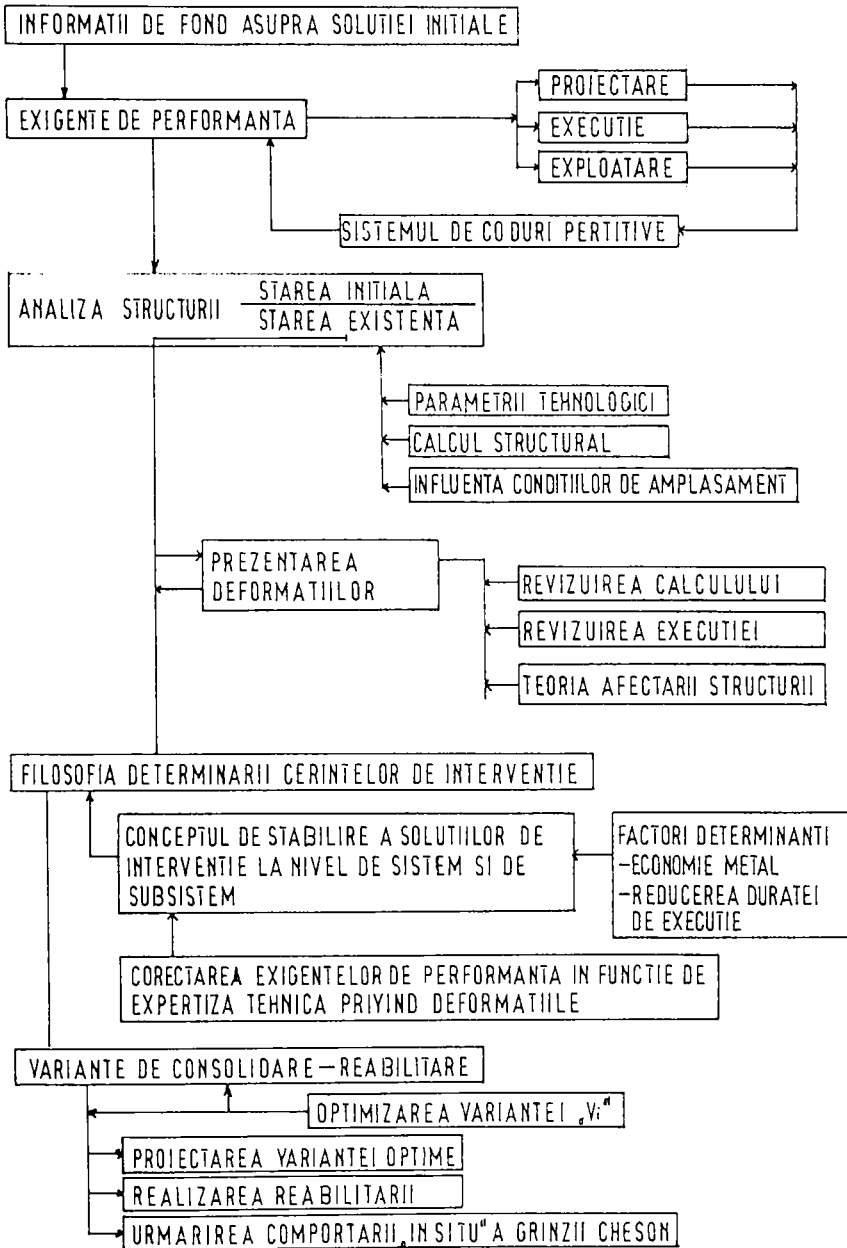 INFORMATII DE FOND ASUPRA SOLUTIEI INITIALE
EXIGENTE DE PERFORMANTA
PROIECTARE
EXECUTIE
EXPLOATARE
SISTEMUL DE CODURI PERTITIVE
ANALIZA STRUCTURII
STAREA INITIALA
STAREA EXISTENTA
PARAMETRII TEHNOLOGICI
CALCUL STRUCTURAL
INFLUENTA CONDITIILOR DE AMPLASAMENT
PREZENTAREA
DEFORMATIILOR
REVIZUIREA CALCULULUI
REVIZUIREA EXECUTIEI
TEORIA AFECTARII STRUCTURII
FILOSOFIA DETERMINARII CERINTELOR DE INTERVENTIE
CONCEPTUL DE STABILIRE A SOLUTIILOR DE
INTERVENTIE LA NIVEL DE SISTEM SI DE
SUBSISTEM
FACTORI DETERMINANTI
-ECONOMIE METAL
-REDUCEREA DURATEI
DE EXECUTIE
CORECTAREA EXIGENTELOR DE PERFORMANTA IN FUNCTIE DE
EXPERTIZA TEHNICA PRIVIND DEFORMATIILE
VARIANTE DE CONSOLIDARE-REABILITARE
OPTIMIZAREA VARIANTEI „Vi"
PROIECTAREA VARIANTEI OPTIME
REALIZAREA REABILITARII
URMARIREA COMPORTARII „IN SITU" A GRINZII CHESON